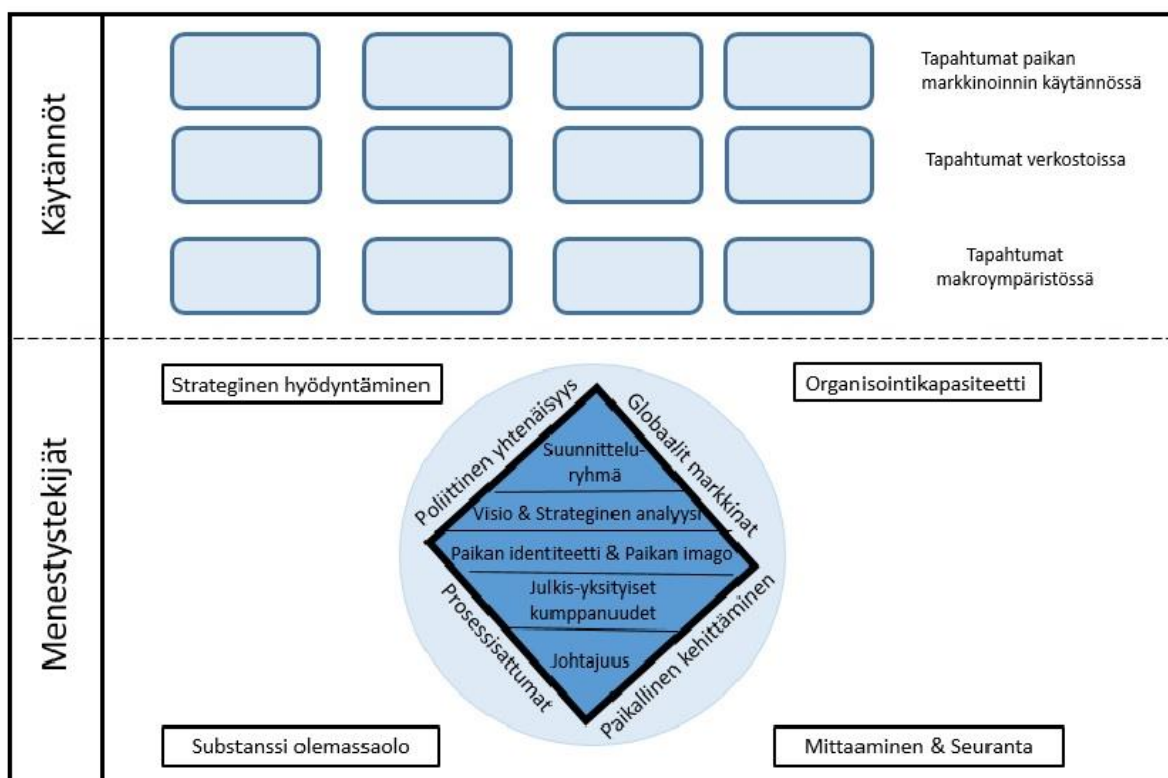 Käytännöt
Tapahtumat paikan
markkinoinnin käytännössä
Tapahtumat verkostoissa
Tapahtumat
makroympäristössä
Menestystekijät
Strateginen hyödyntäminen
Organisointikapasiteetti
Poliittinen yhtenäisyys
Globaalit markkinat
Suunnittelu-
ryhmä
Visio & Strateginen analyysi
Paikan identiteetti & Paikan imago
Julkis-yksityiset
kumppanuudet
Johtajuus
Prosessisattumat
Paikallinen kehittäminen
Substanssi olemassaolo
Mittaaminen & Seuranta